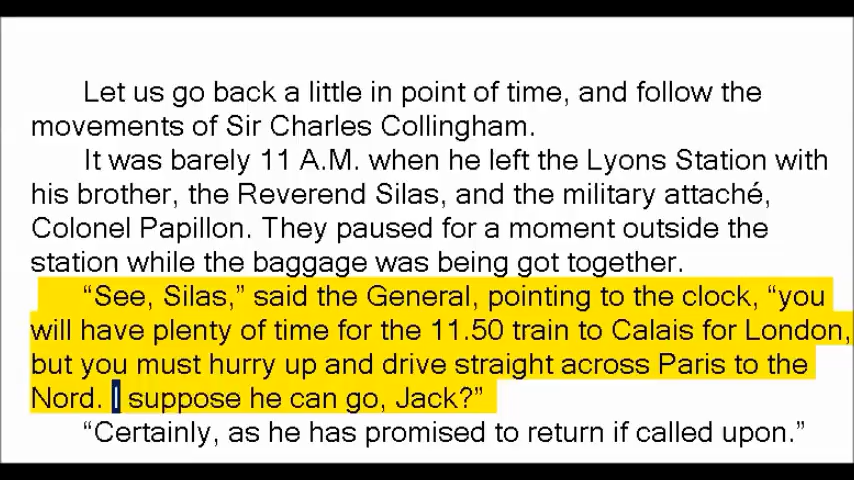 Let us go back a little in point of time, and follow the
movements of Sir Charles Collingham.
It was barely 11 A.M. when he left the Lyons Station with
his brother, the Reverend Silas, and the military attaché,
Colonel Papillon. They paused for a moment outside the
station while the baggage was being got together.
“See, Silas,” said the General, pointing to the clock, “you
will have plenty of time for the 11.50 train to Calais for London,
but you must hurry up and drive straight across Paris to the
Nord. I suppose he can go, Jack?”
“Certainly, as he has promised to return if called upon.”